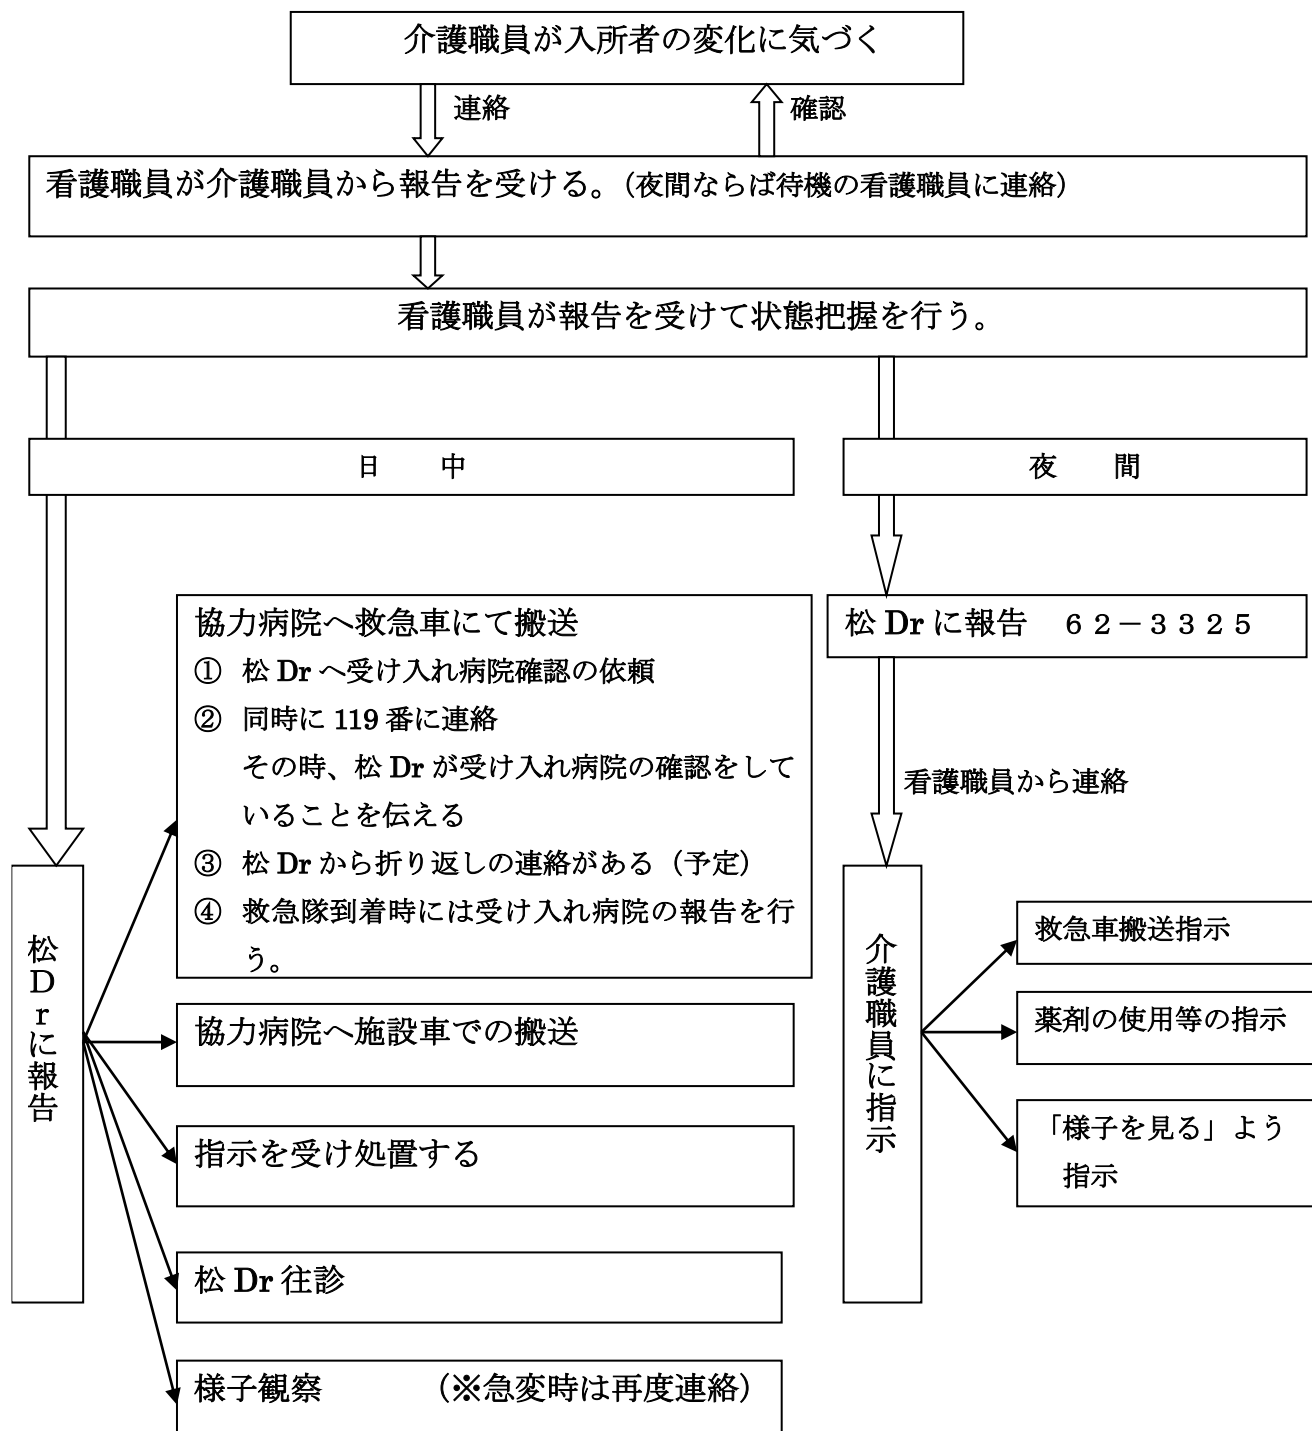 介護職員が入所者の変化に気づく
連絡
確認
看護職員が介護職員から報告を受ける。（夜間ならば待機の看護職員に連絡）
看護職員が報告を受けて状態把握を行う。
日　　中
夜　　間
協力病院へ救急車にて搬送
① 松 Dr へ受け入れ病院確認の依頼
② 同時に 119 番に連絡
その時、松 Dr が受け入れ病院の確認をして
いることを伝える
③ 松 Dr から折り返しの連絡がある（予定）
④ 救急隊到着時には受け入れ病院の報告を行
う。
松 Dr に報告　６２－３３２５
看護職員から連絡
松Ｄｒに報告
協力病院へ施設車での搬送
指示を受け処置する
松 Dr 往診
様子観察　　　　（※急変時は再度連絡）
介護職員に指示
救急車搬送指示
薬剤の使用等の指示
「様子を見る」よう
指示